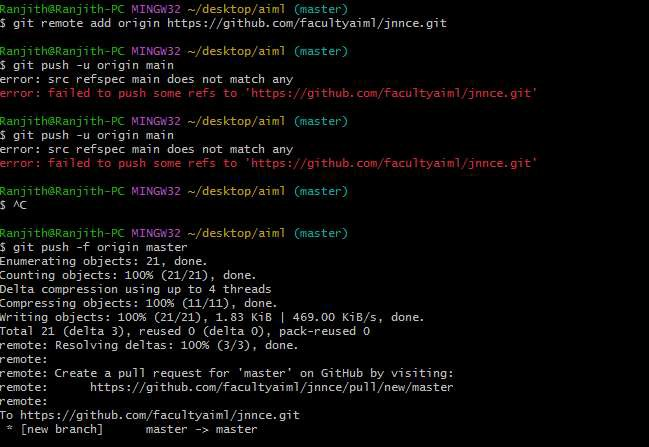 Ranjith@Ranjith-PC MINGW32 ~/desktop/aiml (master)
$ git remote add origin https://github.com/facultyaiml/jnnce.git
Ranjith@Ranjith-PC MINGW32 ~/desktop/aiml (master)
$ git push -u origin main
error: src refspec main does not match any
error: failed to push some refs to 'https://github.com/facultyaiml/jnnce.git'
Ranjith@Ranjith-PC MINGW32 ~/desktop/aiml (master)
$ git push -u origin main
error: src refspec main does not match any
error: failed to push some refs to 'https://github.com/facultyaiml/jnnce.git'
Ranjith@Ranjith-PC MINGW32 ~/desktop/aiml (master)
$ ^C
Ranjith@Ranjith-PC MINGW32 ~/desktop/aiml (master)
$ git push -f origin master
Enumerating objects: 21, done.
Counting objects: 100% (21/21), done.
Delta compression using up to 4 threads
Compressing objects: 100% (11/11), done.
Writing objects: 100% (21/21), 1.83 KiB | 469.00 KiB/s, done.
Total 21 (delta 3), reused 0 (delta 0), pack-reused 0
remote: Resolving deltas: 100% (3/3), done.
remote:
remote: Create a pull request for 'master' on GitHub by visiting:
remote:      https://github.com/facultyaiml/jnnce/pull/new/master
remote:
To https://github.com/facultyaiml/jnnce.git
 * [new branch]      master -> master